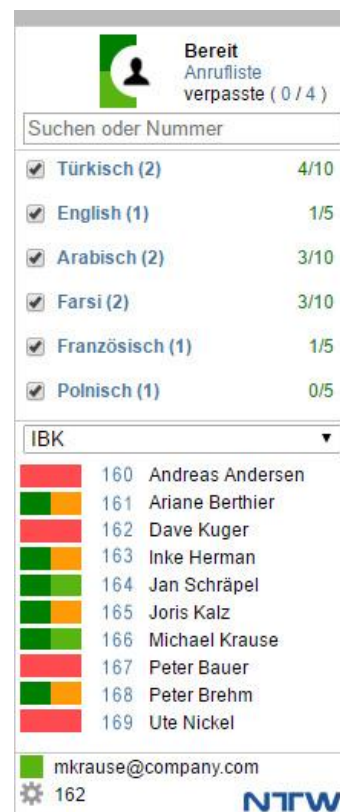 Bereit
Anrufliste
verpasste ( 0 / 4 )
Suchen oder Nummer
Türkisch (2) 4/10
English (1) 1/5
Arabisch (2) 3/10
Farsi (2) 3/10
Französisch (1) 1/5
Polnisch (1) 0/5
IBK
160 Andreas Andersen
161 Ariane Berthier
162 Dave Kuger
163 Inke Herman
164 Jan Schräpel
165 Joris Kalz
166 Michael Krause
167 Peter Bauer
168 Peter Brehm
169 Ute Nickel
mkrause@company.com
162 NTW